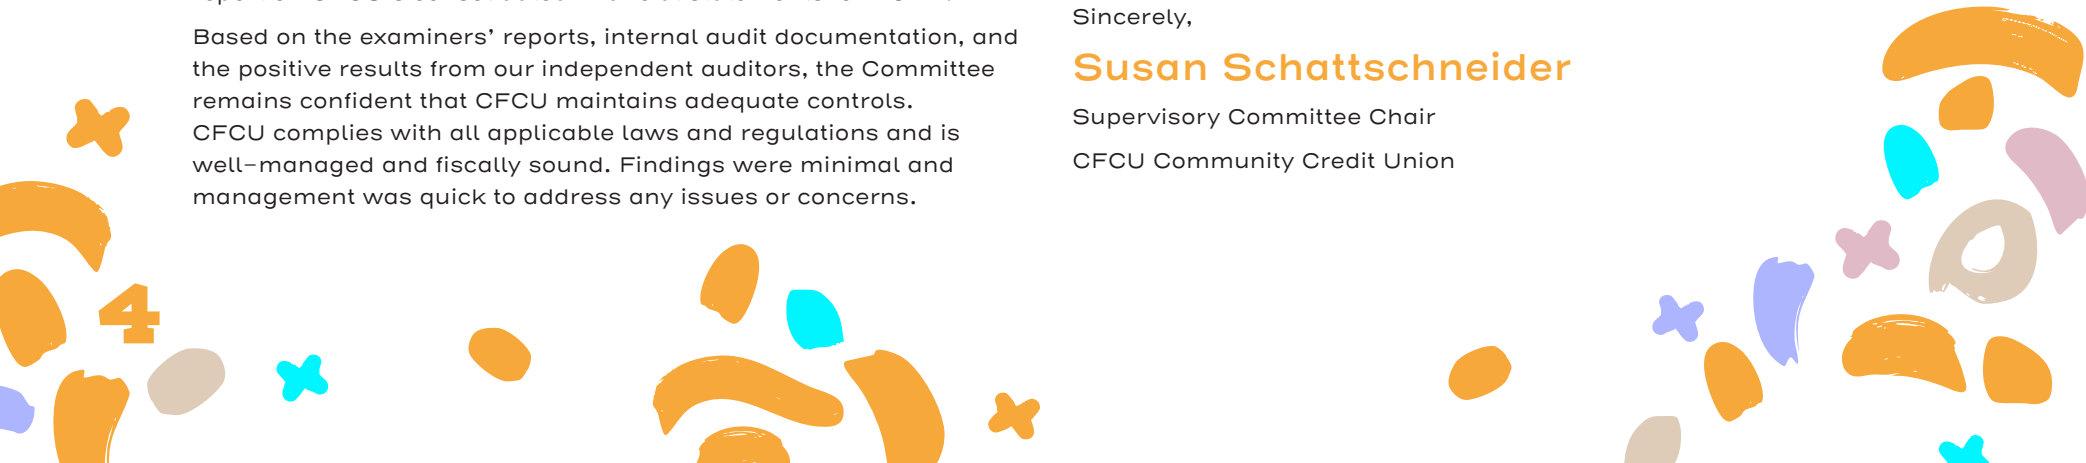 Based on the examiners’ reports, internal audit documentation, and
the positive results from our independent auditors, the Committee
remains confident that CFCU maintains adequate controls.
CFCU complies with all applicable laws and regulations and is
well-managed and fiscally sound. Findings were minimal and
management was quick to address any issues or concerns.
Sincerely,
Susan Schattschneider
Supervisory Committee Chair
CFCU Community Credit Union
4